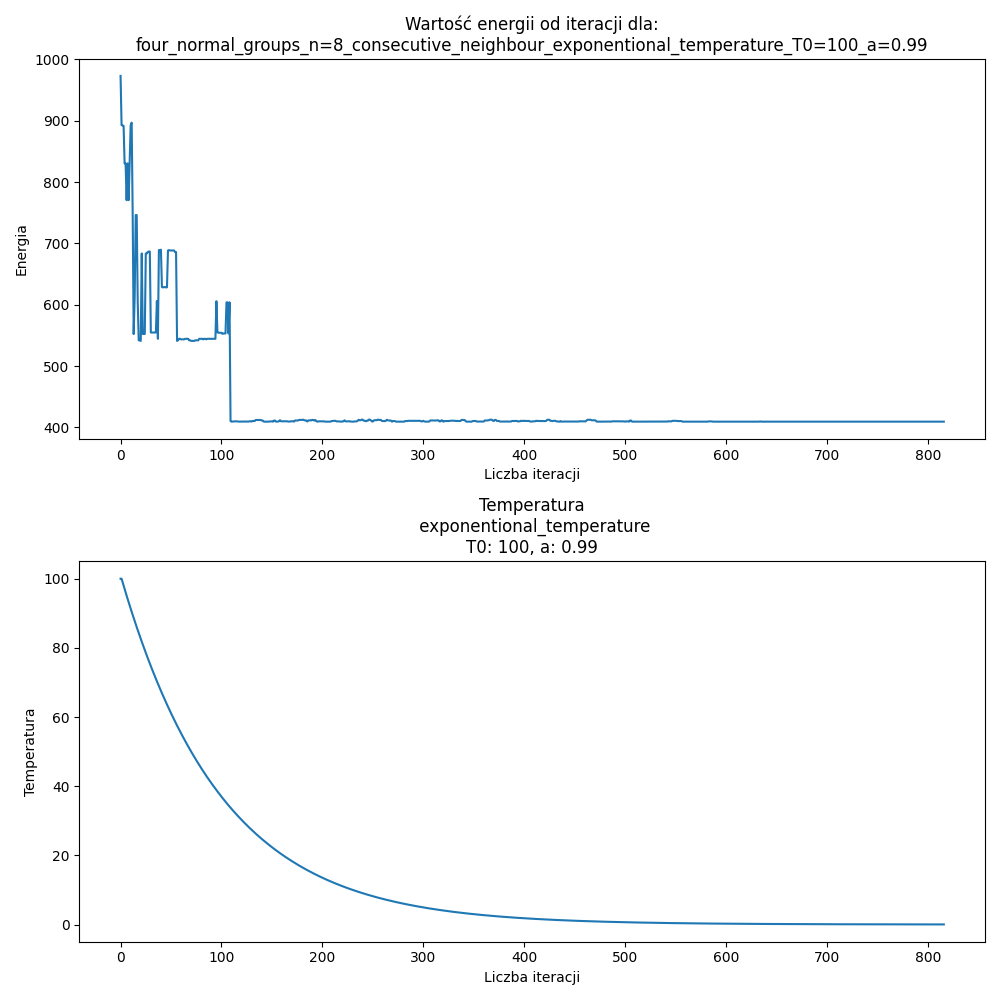 Wartość energii od iteracji dla:
four_normal_groups_n=8_consecutive_neighbour_exponentional_temperature_T0=100_a=0.99
1000
900
800
700
600
500
400
Energia
0 100 200 300 400 500 600 700 800
Liczba iteracji
Temperatura
exponentional_temperature
T0: 100, a: 0.99
100
80
60
40
20
0
Temperatura
0 100 200 300 400 500 600 700 800
Liczba iteracji